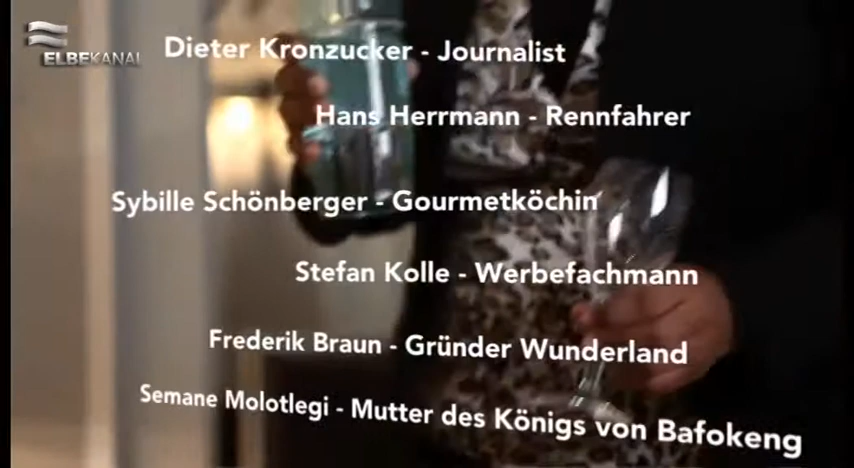 ELBEKANAL
Dieter Kronzucker - Journalist
Hans Herrmann - Rennfahrer
Sybille Schönberger - Gourmetköchin
Stefan Kolle - Werbefachmann
Frederik Braun - Gründer Wunderland
Semane Molotlegi - Mutter des Königs von Bafokeng